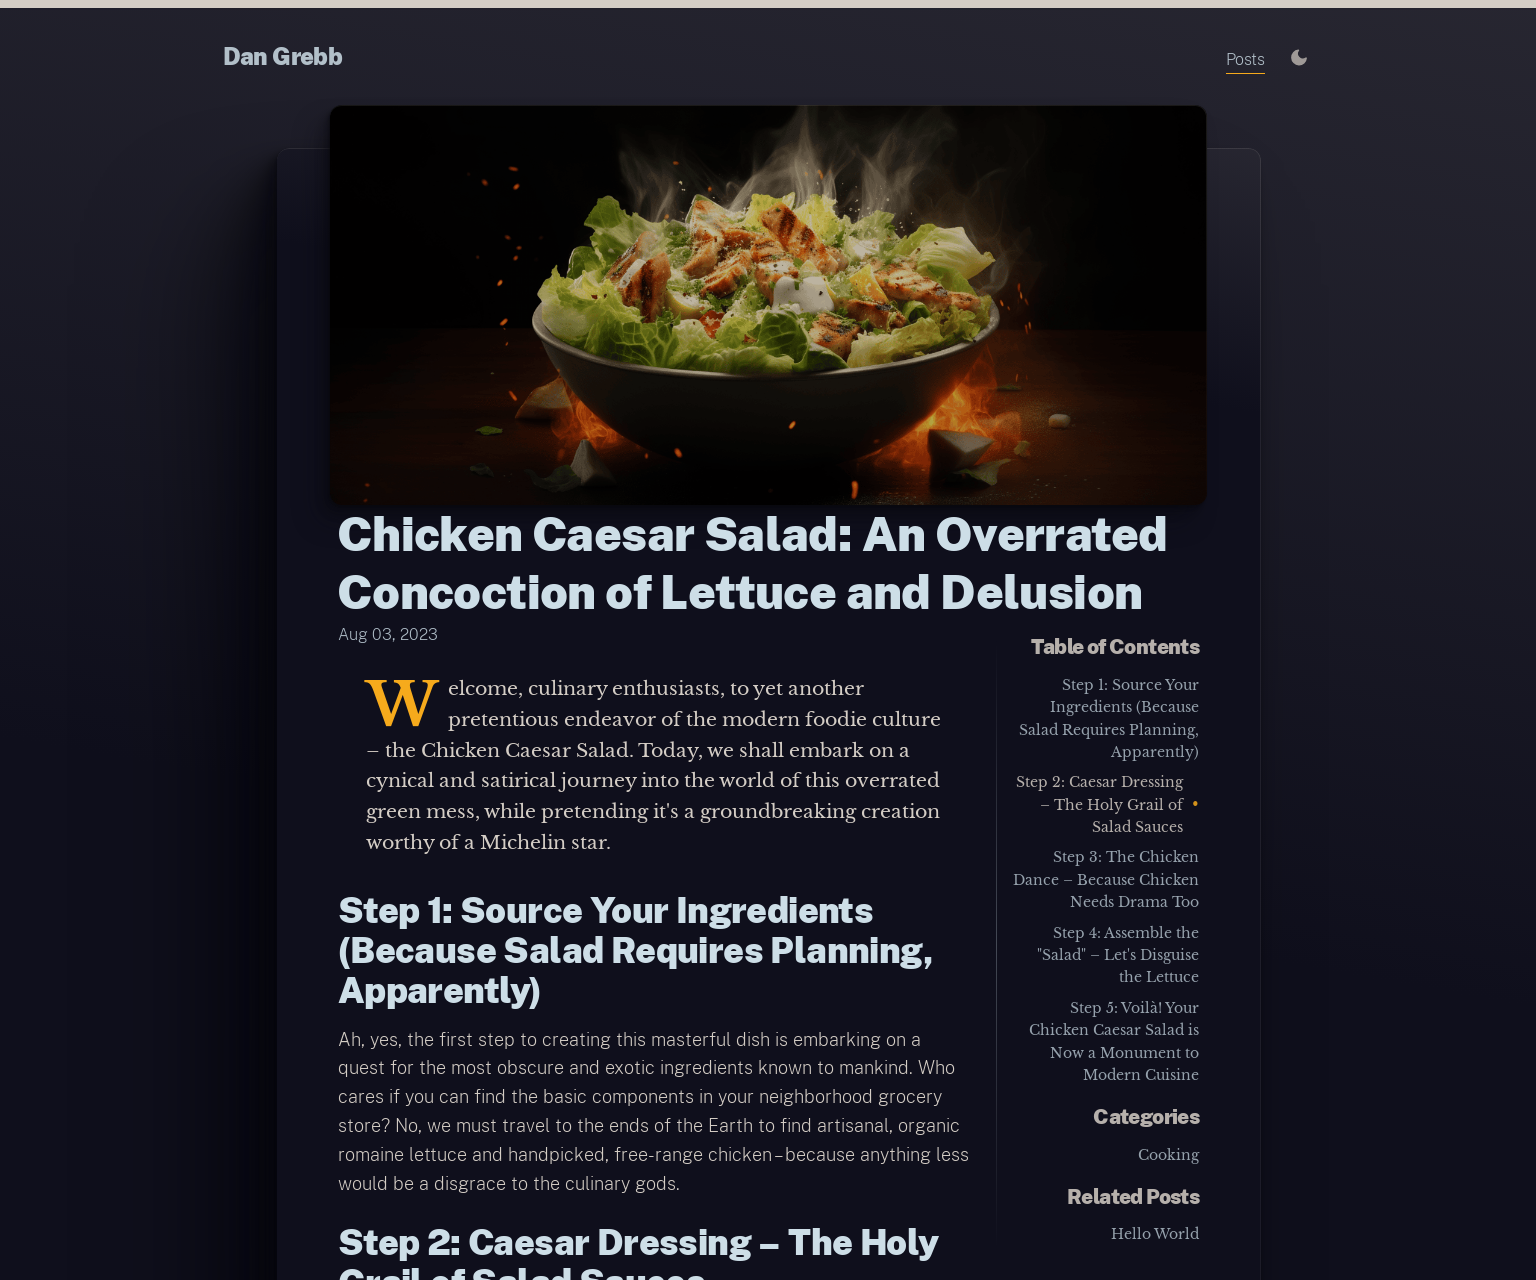 Dan Grebb
Posts
Chicken Caesar Salad: An Overrated
Concoction of Lettuce and Delusion
Aug 03, 2023
Welcome, culinary enthusiasts, to yet another
pretentious endeavor of the modern foodie culture
– the Chicken Caesar Salad. Today, we shall embark on a
cynical and satirical journey into the world of this overrated
green mess, while pretending it's a groundbreaking creation
worthy of a Michelin star.
Step 1: Source Your Ingredients
(Because Salad Requires Planning,
Apparently)
Ah, yes, the first step to creating this masterful dish is embarking on a
quest for the most obscure and exotic ingredients known to mankind. Who
cares if you can find the basic components in your neighborhood grocery
store? No, we must travel to the ends of the Earth to find artisanal, organic
romaine lettuce and handpicked, free-range chicken – because anything less
would be a disgrace to the culinary gods.
Step 2: Caesar Dressing – The Holy
Grail of Salad Sauces
Table of Contents
Step 1: Source Your
Ingredients (Because
Salad Requires Planning,
Apparently)
Step 2: Caesar Dressing
– The Holy Grail of •
Salad Sauces
Step 3: The Chicken
Dance – Because Chicken
Needs Drama Too
Step 4: Assemble the
"Salad" – Let's Disguise
the Lettuce
Step 5: Voilà! Your
Chicken Caesar Salad is
Now a Monument to
Modern Cuisine
Categories
Cooking
Related Posts
Hello World